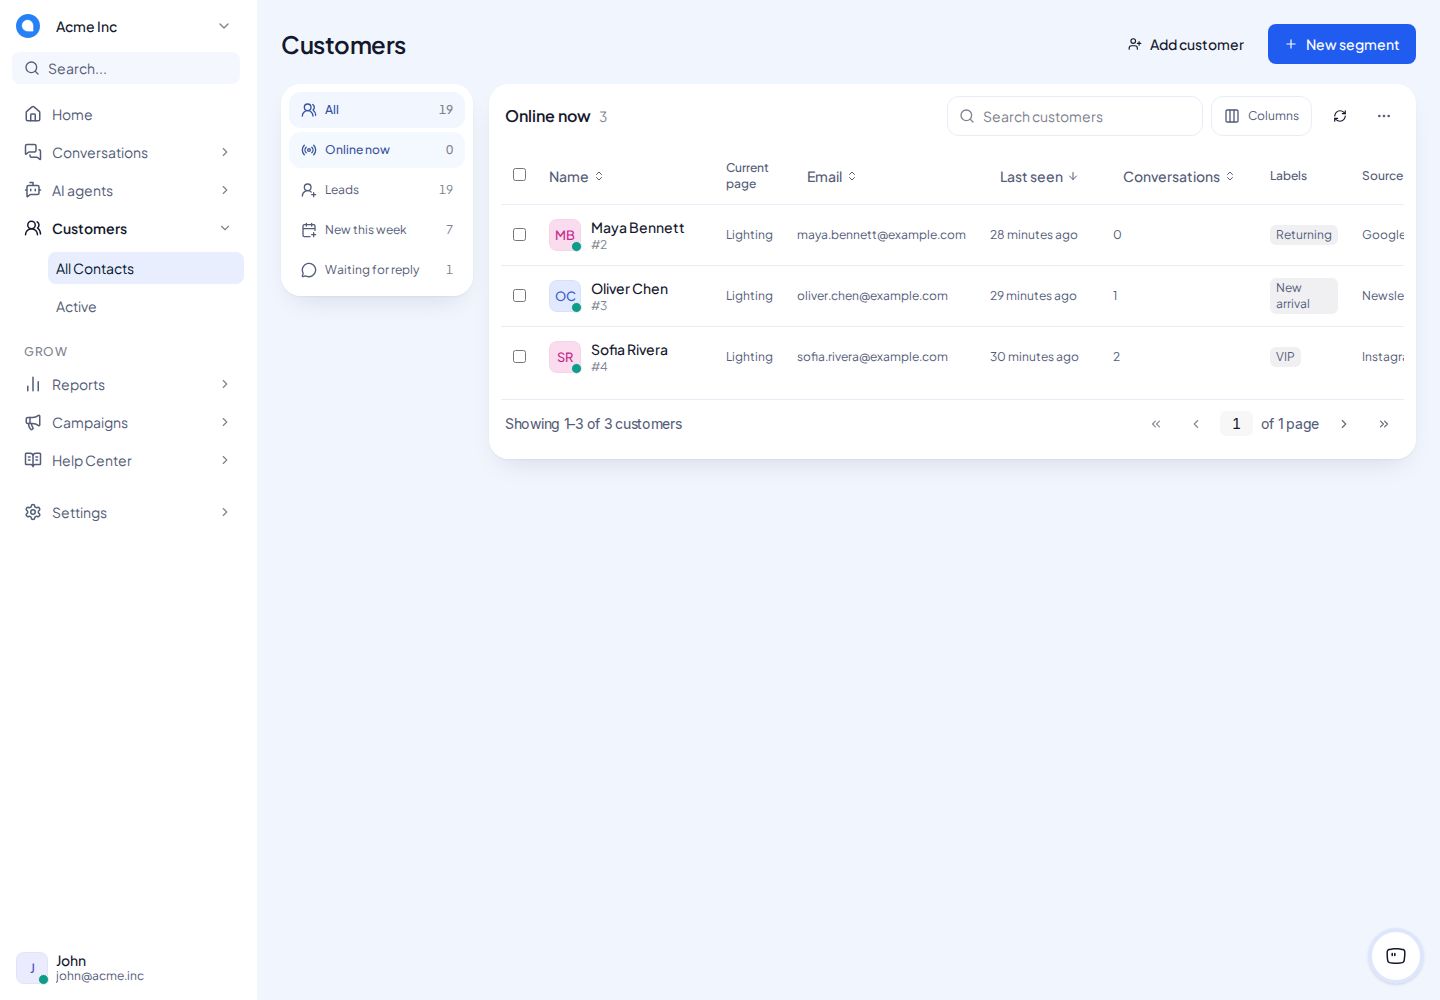 Acme Inc
Search...
Home
Conversations
AI agents
Customers
All Contacts
Active
GROW
Reports
Campaigns
Help Center
Settings
John
john@acme.inc
Customers
Add customer
New segment
All 19
Online now 0
Leads 19
New this week 7
Waiting for reply 1
Online now 3
Search customers
Columns
Name Current page Email Last seen Conversations Labels Source
MB Maya Bennett #2 Lighting maya.bennett@example.com 28 minutes ago 0 Returning Google
OC Oliver Chen #3 Lighting oliver.chen@example.com 29 minutes ago 1 New arrival Newsle
SR Sofia Rivera #4 Lighting sofia.rivera@example.com 30 minutes ago 2 VIP Instagra
Showing 1–3 of 3 customers
1 of 1 page
J